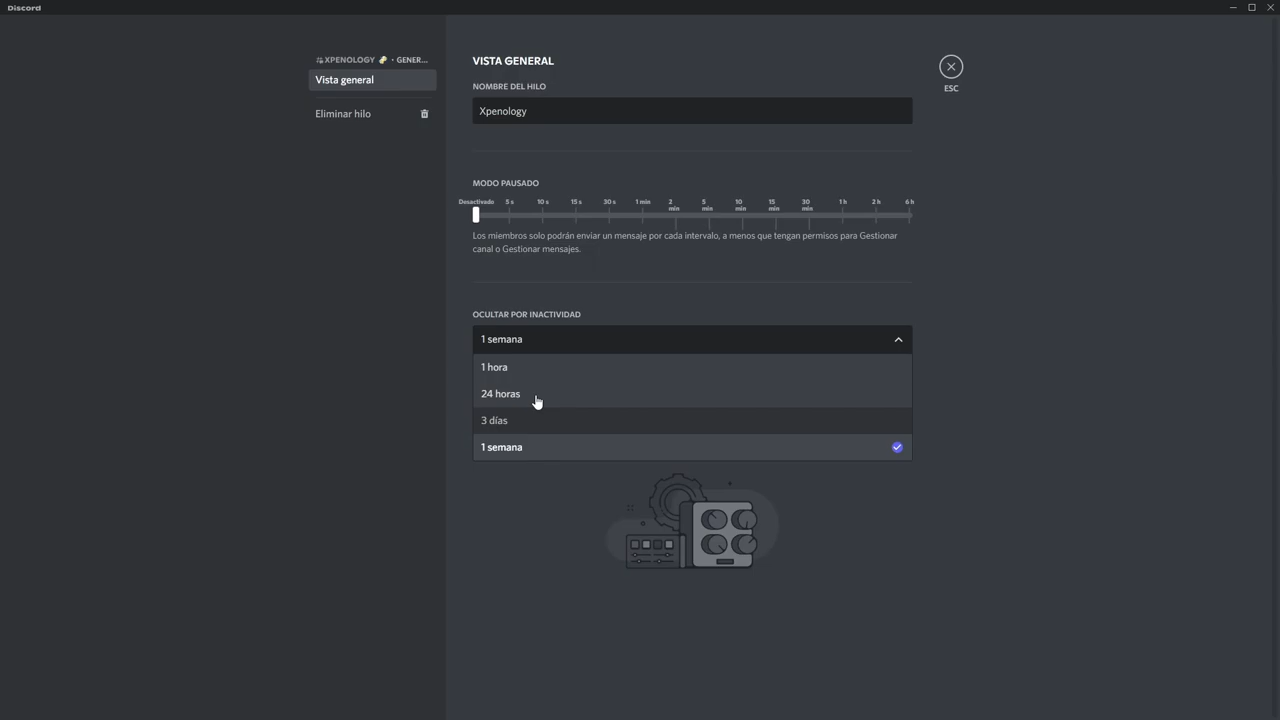 Discord
XPENOLOGY • GENER...
Vista general
Eliminar hilo
VISTA GENERAL
NOMBRE DEL HILO
Xpenology
MODO PAUSADO
Desactivado 5 s 10 s 15 s 30 s 1 min 2 min 5 min 10 min 15 min 30 min 1 h 2 h 6 h
Los miembros solo podrán enviar un mensaje por cada intervalo, a menos que tengan permisos para Gestionar
canal o Gestionar mensajes.
OCULTAR POR INACTIVIDAD
1 semana
1 hora
24 horas
3 días
1 semana
ESC